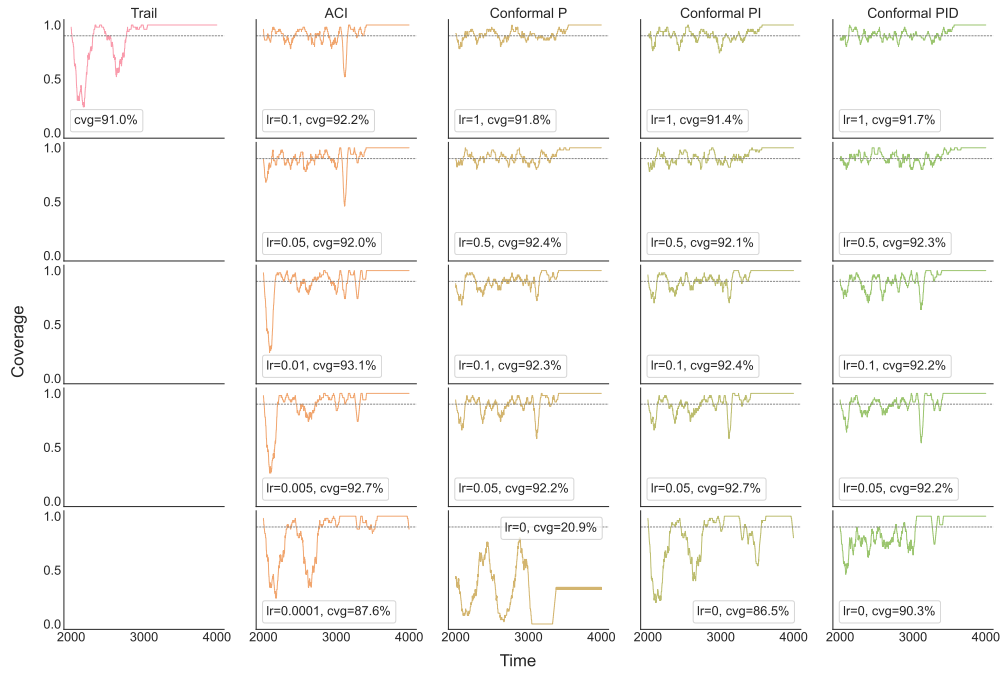 Trail ACI Conformal P Conformal PI Conformal PID
1.0
0.5
0.0
cvg=91.0% lr=0.1, cvg=92.2% lr=1, cvg=91.8% lr=1, cvg=91.4% lr=1, cvg=91.7%
1.0
0.5
0.0
lr=0.05, cvg=92.0% lr=0.5, cvg=92.4% lr=0.5, cvg=92.1% lr=0.5, cvg=92.3%
1.0
0.5
0.0
lr=0.01, cvg=93.1% lr=0.1, cvg=92.3% lr=0.1, cvg=92.4% lr=0.1, cvg=92.2%
Coverage
1.0
0.5
0.0
lr=0.005, cvg=92.7% lr=0.05, cvg=92.2% lr=0.05, cvg=92.7% lr=0.05, cvg=92.2%
1.0
0.5
0.0
lr=0.0001, cvg=87.6% lr=0, cvg=20.9% lr=0, cvg=86.5% lr=0, cvg=90.3%
2000 3000 4000 2000 3000 4000 2000 3000 4000 2000 3000 4000 2000 3000 4000
Time